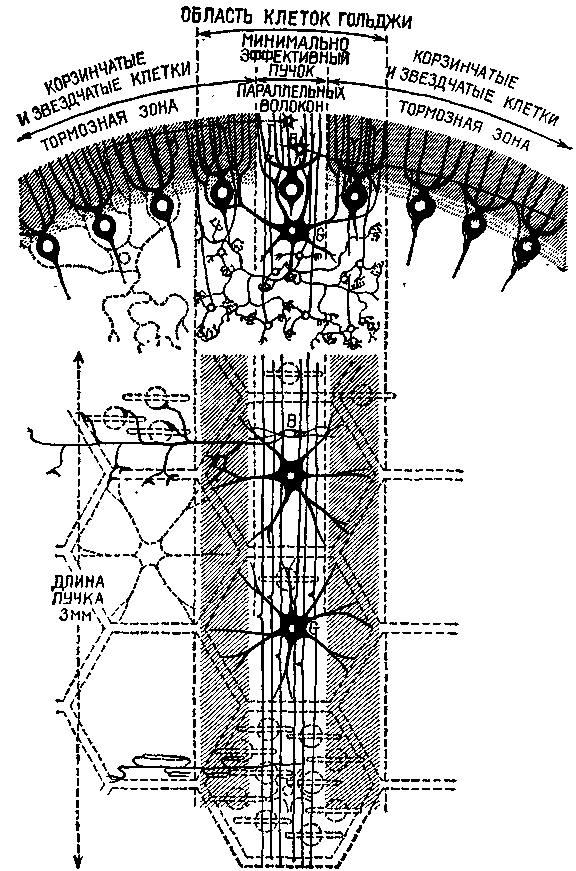 ОБЛАСТЬ КЛЕТОК ГОЛЬДЖИ
МИНИМАЛЬНО
ЭФФЕКТИВНЫЙ
ПУЧОК
ПАРАЛЛЕЛЬНЫХ
ВОЛОКОН
КОРЗИНЧАТЫЕ
И ЗВЕЗДЧАТЫЕ КЛЕТКИ
ТОРМОЗНАЯ ЗОНА
КОРЗИНЧАТЫЕ
И ЗВЕЗДЧАТЫЕ КЛЕТКИ
ТОРМОЗНАЯ ЗОНА
G
B
ДЛИНА
ПУЧКА
3мм
G